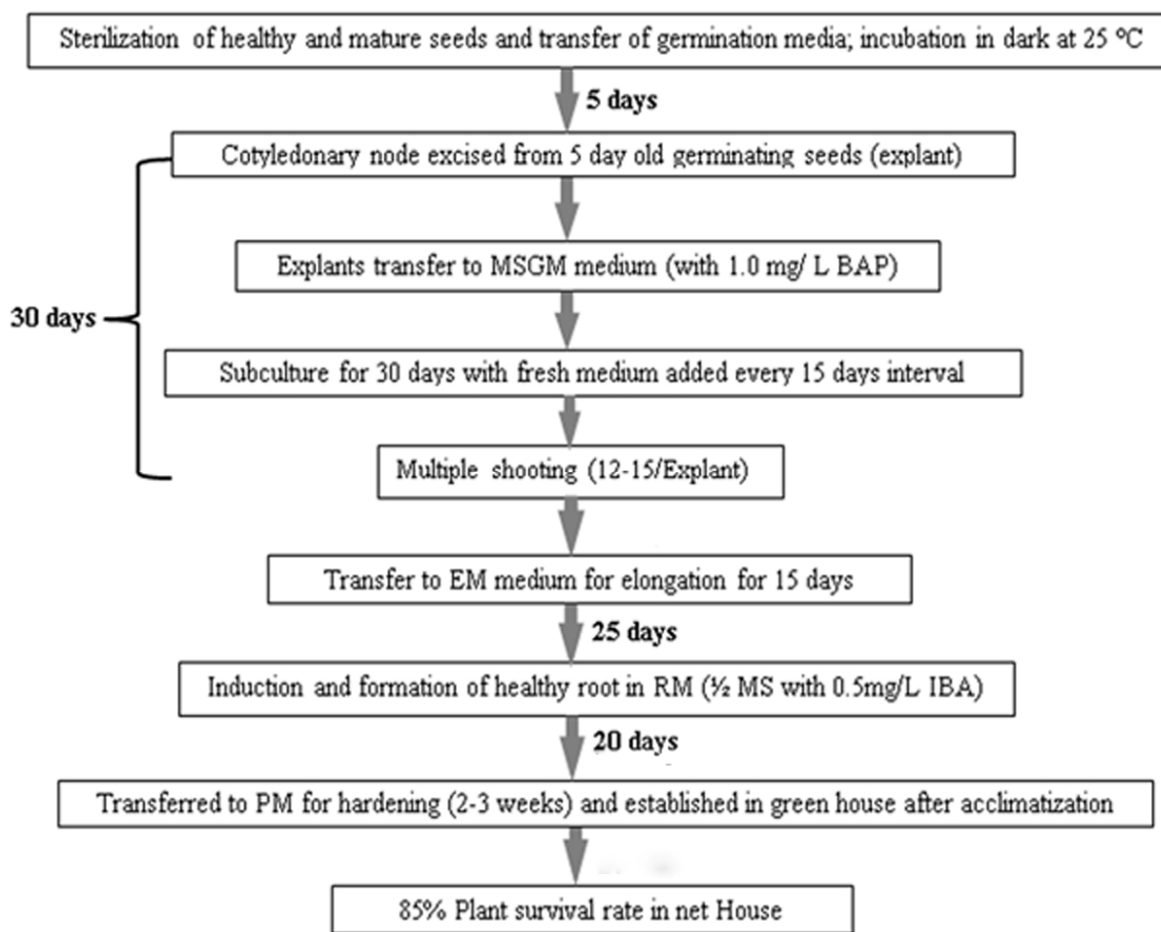 Sterilization of healthy and mature seeds and transfer of germination media; incubation in dark at 25 °C
5 days
Cotyledonary node excised from 5 day old germinating seeds (explant)
Explants transfer to MSGM medium (with 1.0 mg/ L BAP)
30 days
Subculture for 30 days with fresh medium added every 15 days interval
Multiple shooting (12-15/Explant)
Transfer to EM medium for elongation for 15 days
25 days
Induction and formation of healthy root in RM (½ MS with 0.5mg/L IBA)
20 days
Transferred to PM for hardening (2-3 weeks) and established in green house after acclimatization
85% Plant survival rate in net House